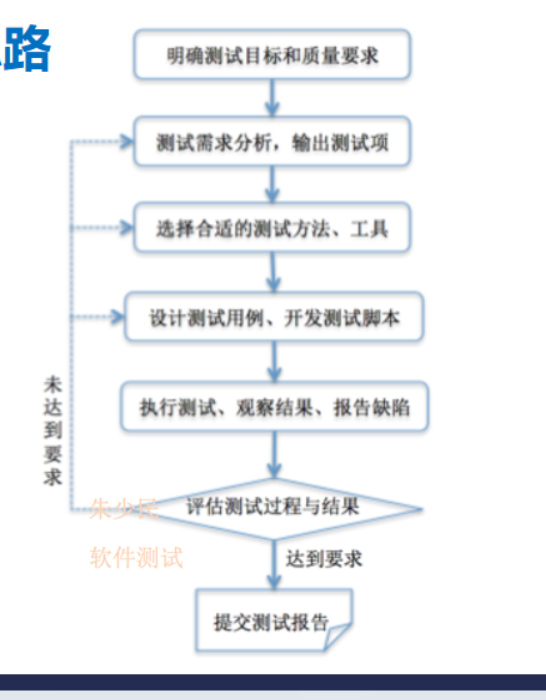 路
明确测试目标和质量要求
测试需求分析，输出测试项
选择合适的测试方法、工具
设计测试用例、开发测试脚本
执行测试、观察结果、报告缺陷
未达到要求
朱少民
评估测试过程与结果
软件测试
达到要求
提交测试报告